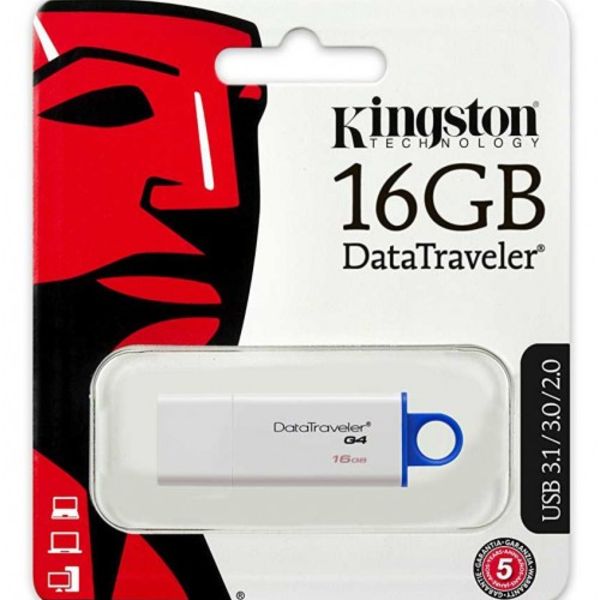 Kingston®
TECHNOLOGY
16GB
DataTraveler®
USB 3.1/3.0/2.0
DataTraveler®
G4
16GB
5
®